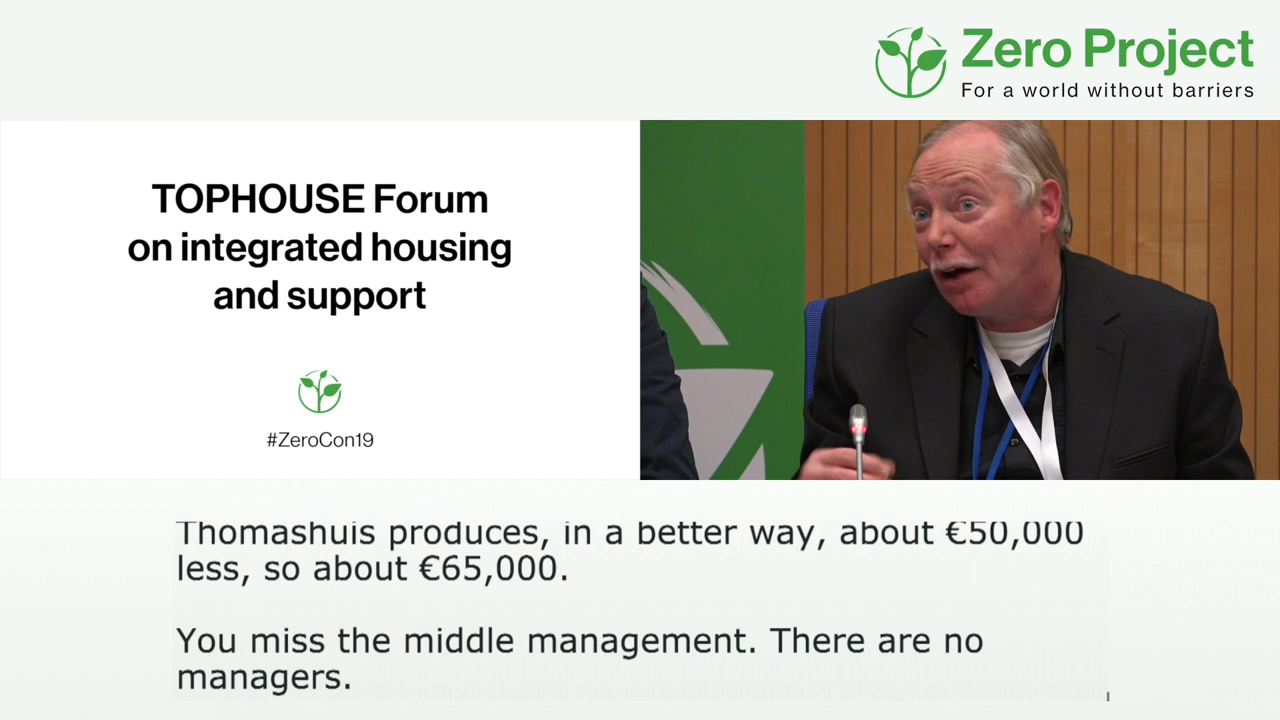 Zero Project
For a world without barriers
TOPHOUSE Forum
on integrated housing
and support
#ZeroCon19
Thomashuis produces, in a better way, about €50,000
less, so about €65,000.
You miss the middle management. There are no
managers.